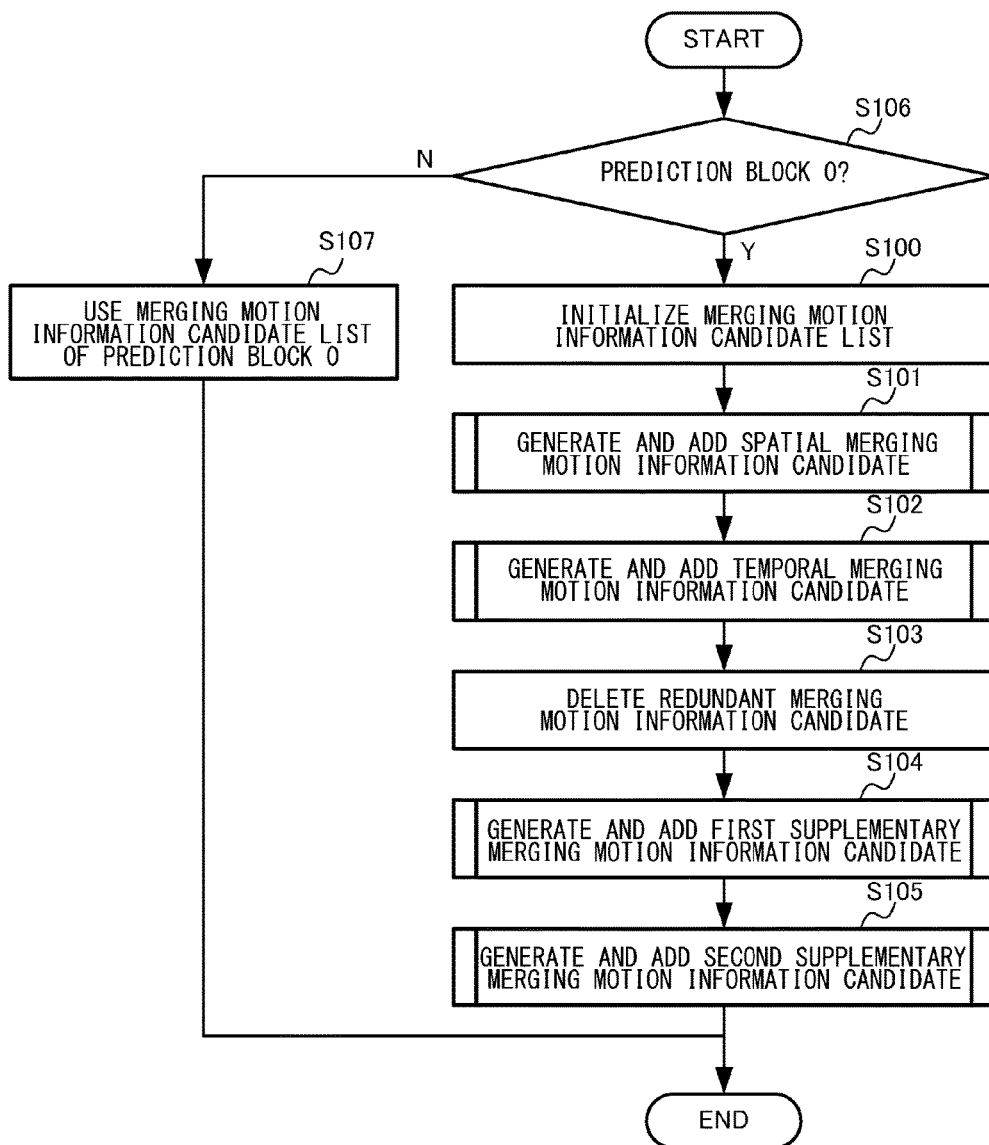 START
S106
N
PREDICTION BLOCK 0?
S107
Y
S100
USE MERGING MOTION
INFORMATION CANDIDATE LIST
OF PREDICTION BLOCK 0
INITIALIZE MERGING MOTION
INFORMATION CANDIDATE LIST
S101
GENERATE AND ADD SPATIAL MERGING
MOTION INFORMATION CANDIDATE
S102
GENERATE AND ADD TEMPORAL MERGING
MOTION INFORMATION CANDIDATE
S103
DELETE REDUNDANT MERGING
MOTION INFORMATION CANDIDATE
S104
GENERATE AND ADD FIRST SUPPLEMENTARY
MERGING MOTION INFORMATION CANDIDATE
S105
GENERATE AND ADD SECOND SUPPLEMENTARY
MERGING MOTION INFORMATION CANDIDATE
END